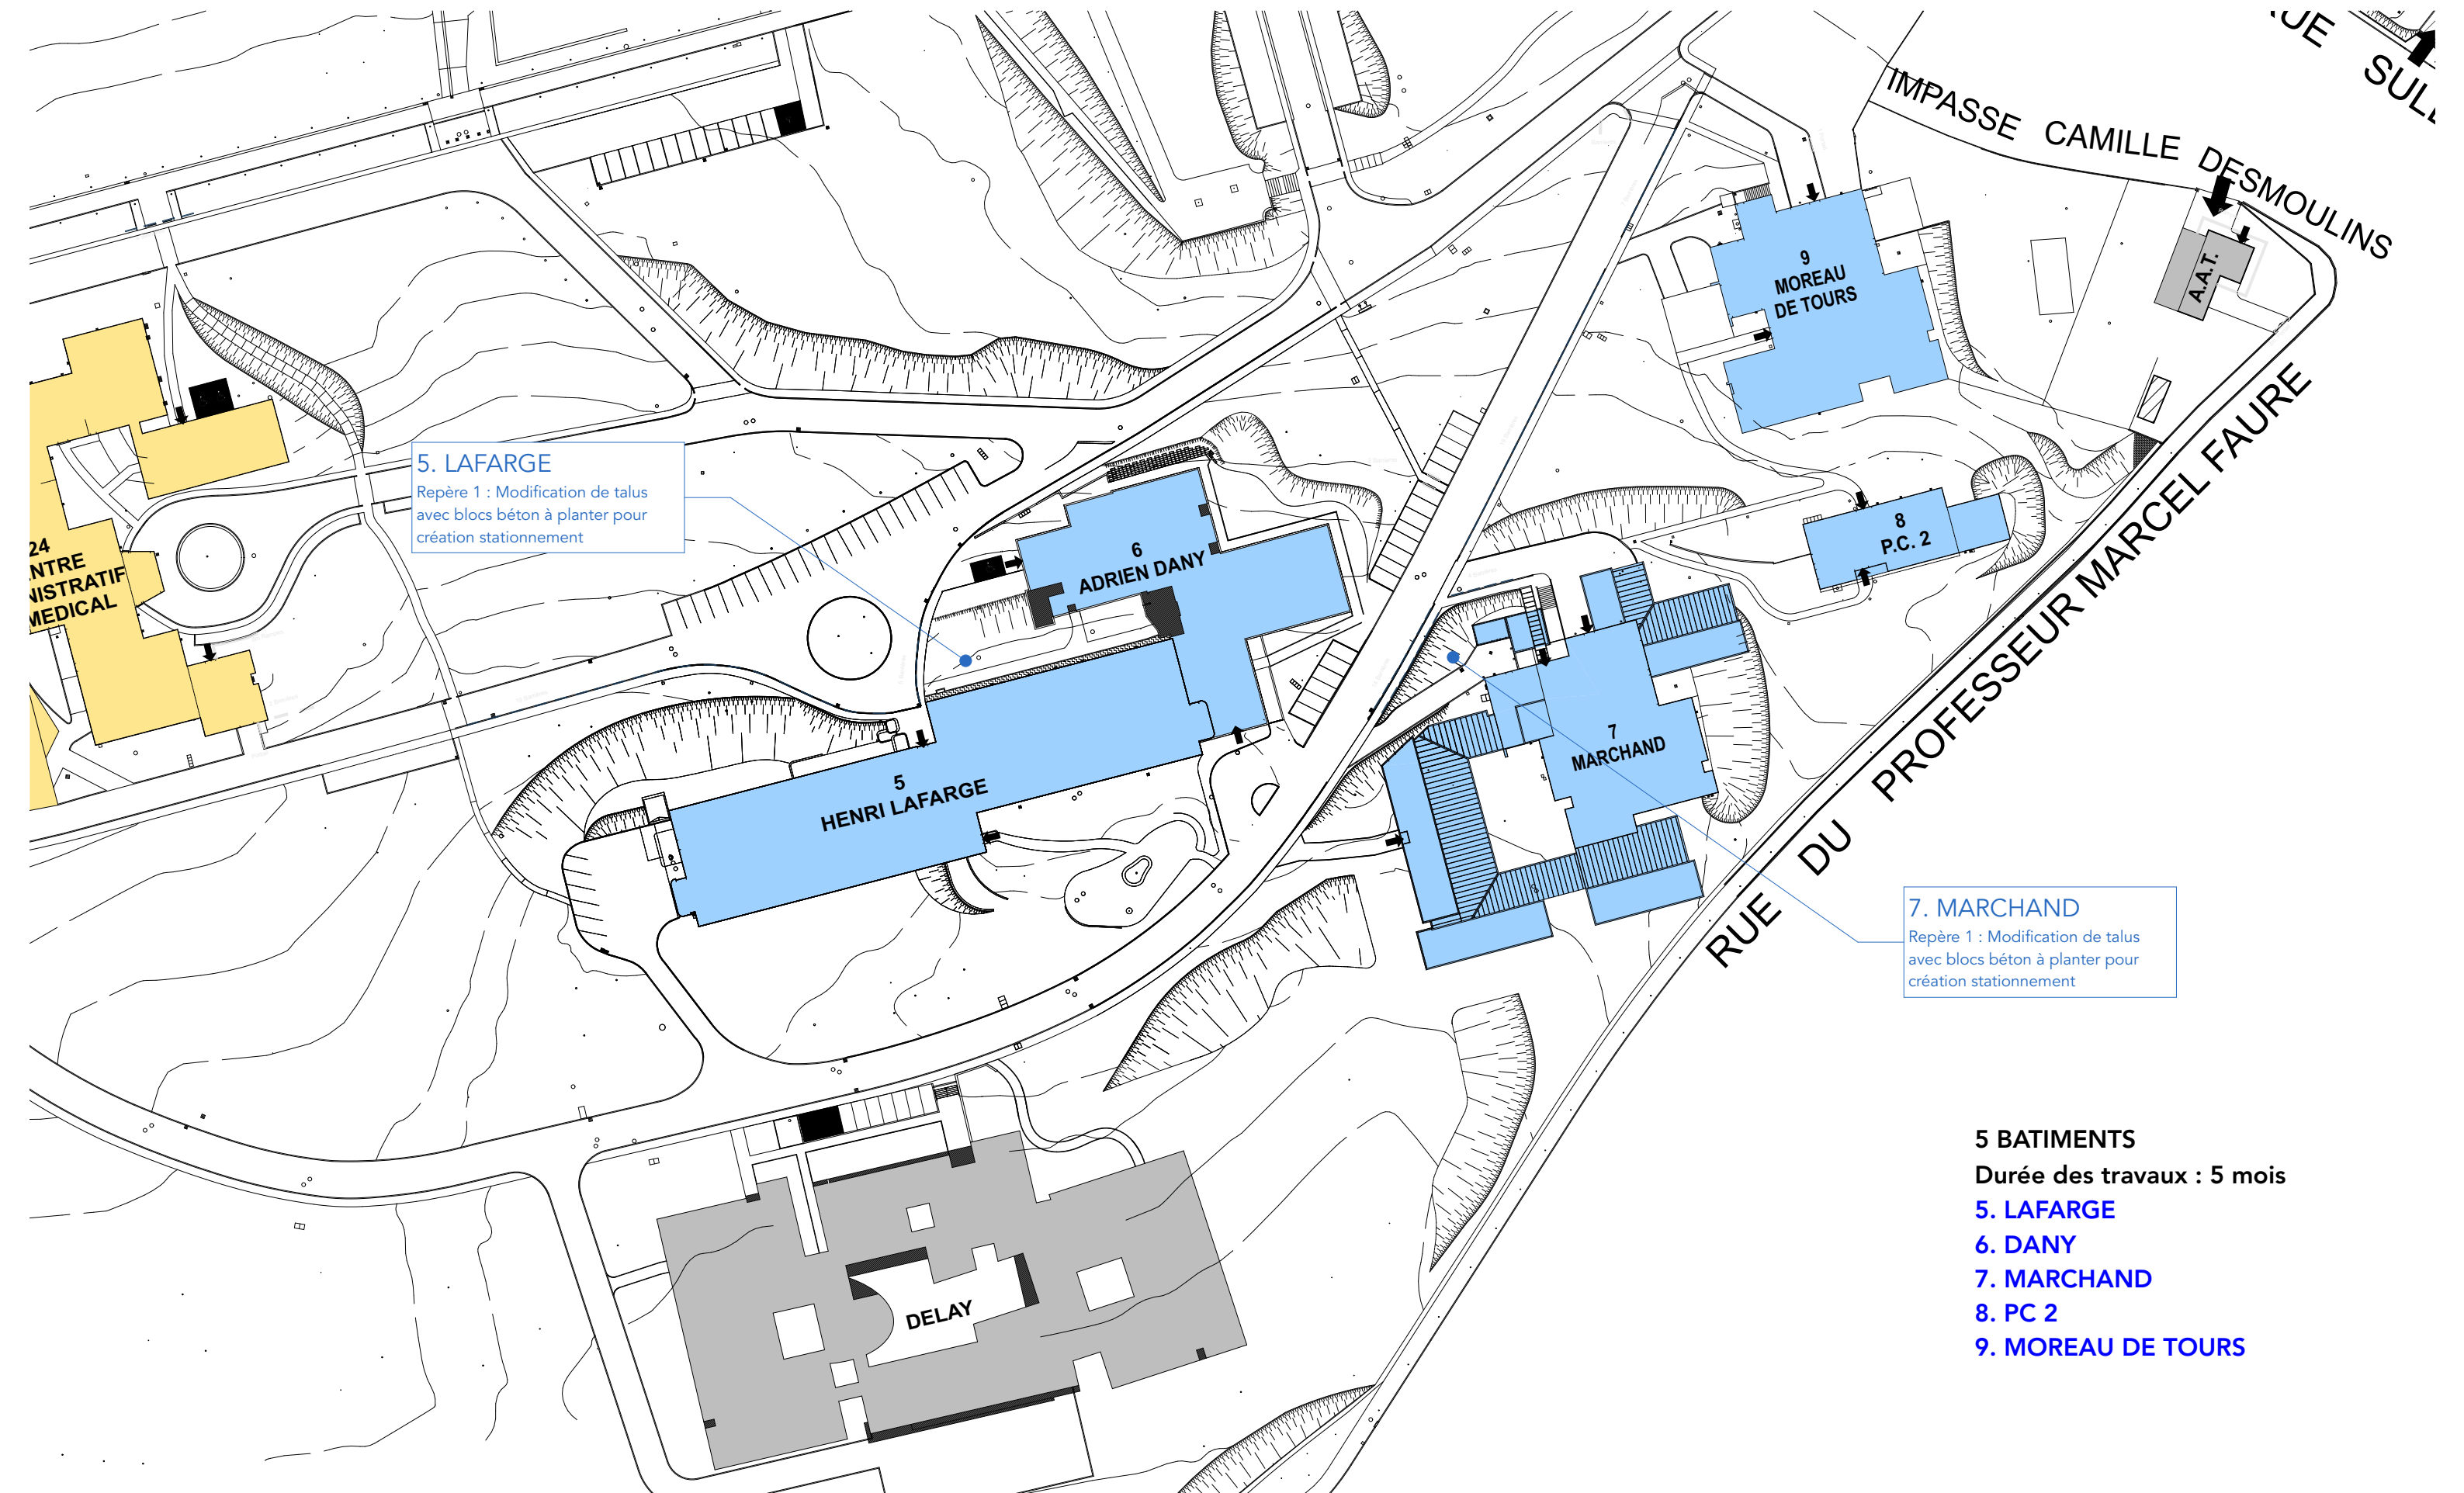 IMPASSE CAMILLE DESMOULINS
A.A.T.
9
MOREAU
DE TOURS
5. LAFARGE
Repère 1 : Modification de talus
avec blocs béton à planter pour
création stationnement
24
NTRE
NISTRATIF
MEDICAL
6
ADRIEN DANY
8
P.C. 2
7
MARCHAND
5
HENRI LAFARGE
RUE DU PROFESSEUR MARCEL FAURE
7. MARCHAND
Repère 1 : Modification de talus
avec blocs béton à planter pour
création stationnement
DELAY
5 BATIMENTS
Durée des travaux : 5 mois
5. LAFARGE
6. DANY
7. MARCHAND
8. PC 2
9. MOREAU DE TOURS